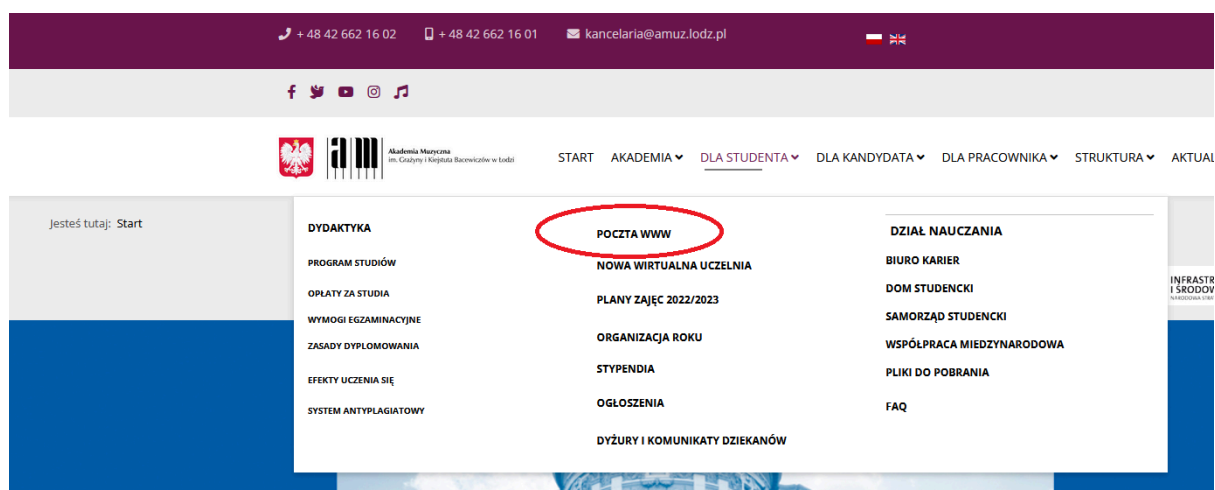 + 48 42 662 16 02 + 48 42 662 16 01 kancelaria@amuz.lodz.pl
Akademia Muzyczna
im. Grażyny i Kiejstuta Bacewiczów w Łodzi
START AKADEMIA DLA STUDENTA DLA KANDYDATA DLA PRACOWNIKA STRUKTURA AKTUAL
Jesteś tutaj: Start
DYDAKTYKA
PROGRAM STUDIÓW
OPŁATY ZA STUDIA
WYMOGI EGZAMINACYJNE
ZASADY DYPLOMOWANIA
EFEKTY UCZENIA SIĘ
SYSTEM ANTYPLAGIATOWY
POCZTA WWW
NOWA WIRTUALNA UCZELNIA
PLANY ZAJĘC 2022/2023
ORGANIZACJA ROKU
STYPENDIA
OGŁOSZENIA
DYŻURY I KOMUNIKATY DZIEKANÓW
DZIAŁ NAUCZANIA
BIURO KARIER
DOM STUDENCKI
SAMORZĄD STUDENCKI
WSPÓŁPRACA MIEDZYNARODOWA
PLIKI DO POBRANIA
FAQ
INFRASTR
I ŚRODOW